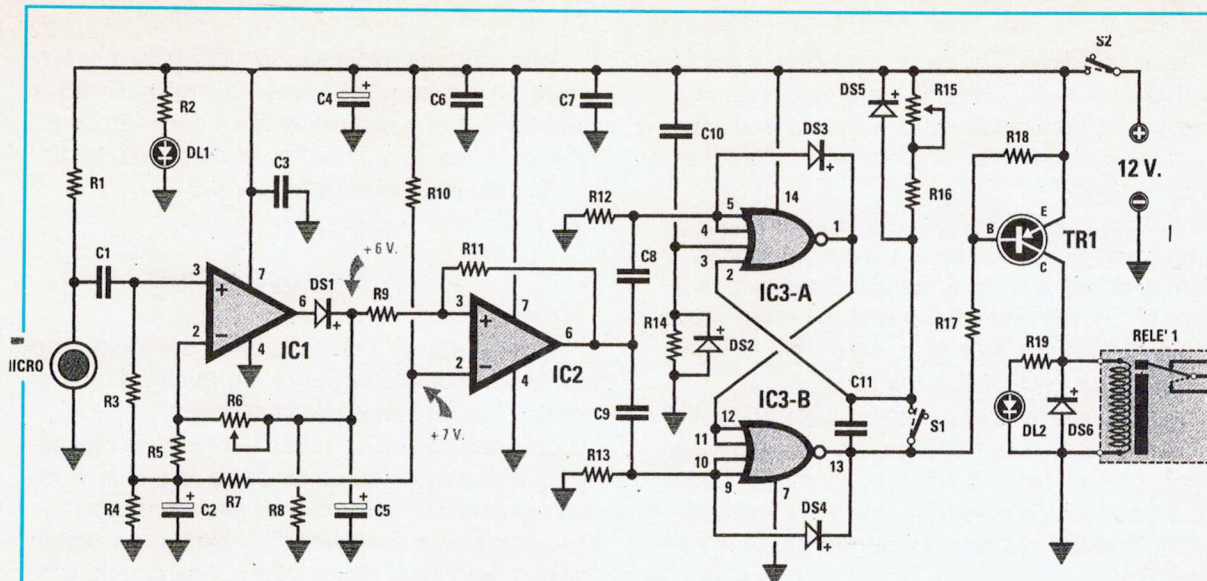 S2
R2
C4
+
C6
C7
C10
DS5
R15
DL1
DS3
+
R18
R1
C3
R10
R12
5
4
14
1
R16
12 V.
B
E
C
TR1
C1
+ 6 V.
R11
C8
3
2
IC3-A
3
+
7
6
DS1
+
R9
3
+
7
2
−
4
IC1
2
−
6
4
IC2
R14
DS2
R17
RELE' 1
R19
C11
S1
R3
R6
+ 7 V.
C9
IC3-B
12
11
10
9
13
DL2
DS6
R5
R7
R13
7
DS4
+
R4
C2
+
R8
C5
+